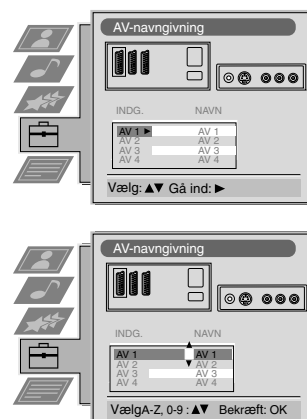 AV-navngivning
INDG. NAVN
AV 1 ► AV 1
AV 2 AV 2
AV 3 AV 3
AV 4 AV 4
Vælg: ▲▼ Gå ind: ►
AV-navngivning
INDG. NAVN
AV 1 AV 1
AV 2 AV 2
AV 3 AV 3
AV 4 AV 4
VælgA-Z, 0-9 : ▲▼ Bekræft: OK